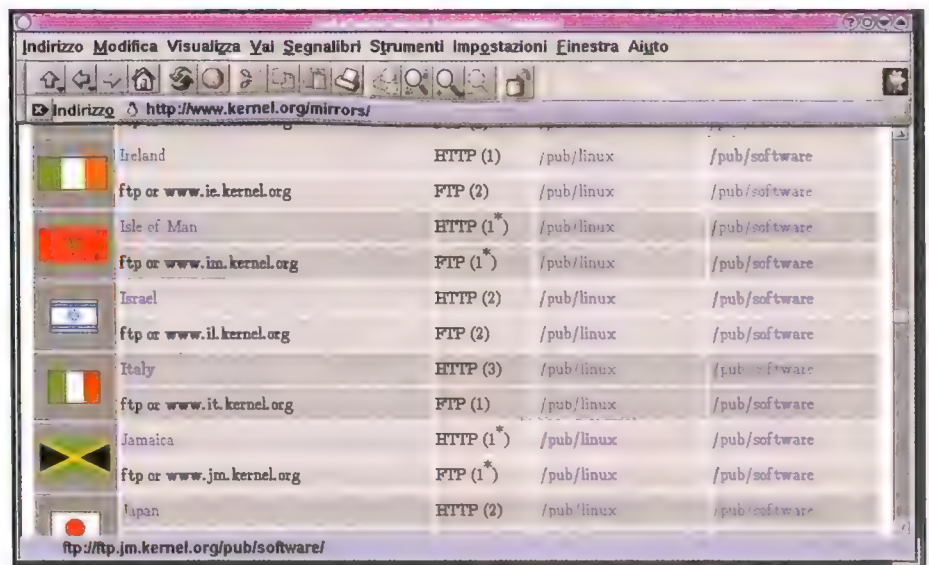 Indirizzo Modifica Visualizza Vai Segnalibri Strumenti Impostazioni Finestra Aiuto
Indirizzo http://www.kernel.org/mirrors/
Ireland HTTP (1) /pub/linux /pub/software
ftp or www.ie.kernel.org FTP (2) /pub/linux /pub/software
Isle of Man HTTP (1*) /pub/linux /pub/software
ftp or www.im.kernel.org FTP (1*) /pub/linux /pub/software
Israel HTTP (2) /pub/linux /pub/software
ftp or www.il.kernel.org FTP (2) /pub/linux /pub/software
Italy HTTP (3) /pub/linux /pub/software
ftp or www.it.kernel.org FTP (1) /pub/linux /pub/software
Jamaica HTTP (1*) /pub/linux /pub/software
ftp or www.jm.kernel.org FTP (1*) /pub/linux /pub/software
Japan HTTP (2) /pub/linux /pub/software
ftp://ftp.jm.kernel.org/pub/software/